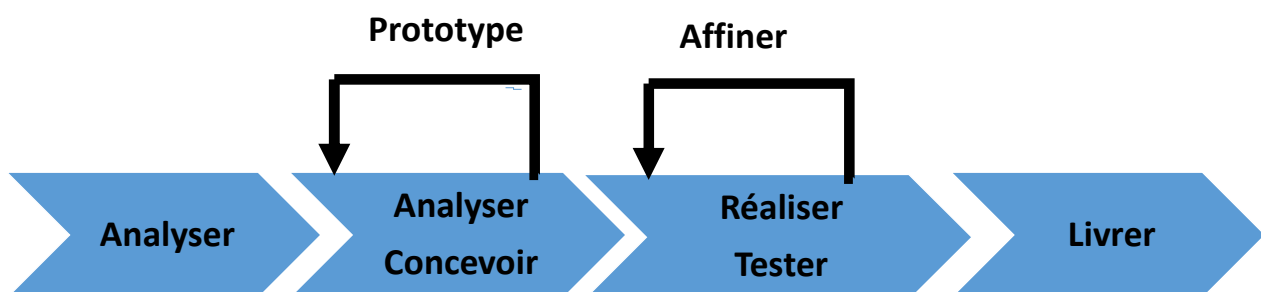 Prototype
Affiner
Analyser
Analyser
Concevoir
Réaliser
Tester
Livrer